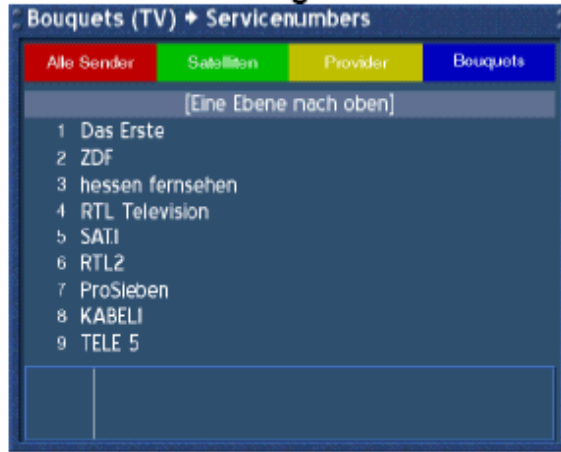 Bouquets (TV) ➧ Servicenumbers
Alle Sender Satelliten Provider Bouquets
[Eine Ebene nach oben]
1 Das Erste
2 ZDF
3 hessen fernsehen
4 RTL Television
5 SAT.1
6 RTL2
7 ProSieben
8 KABEL1
9 TELE 5